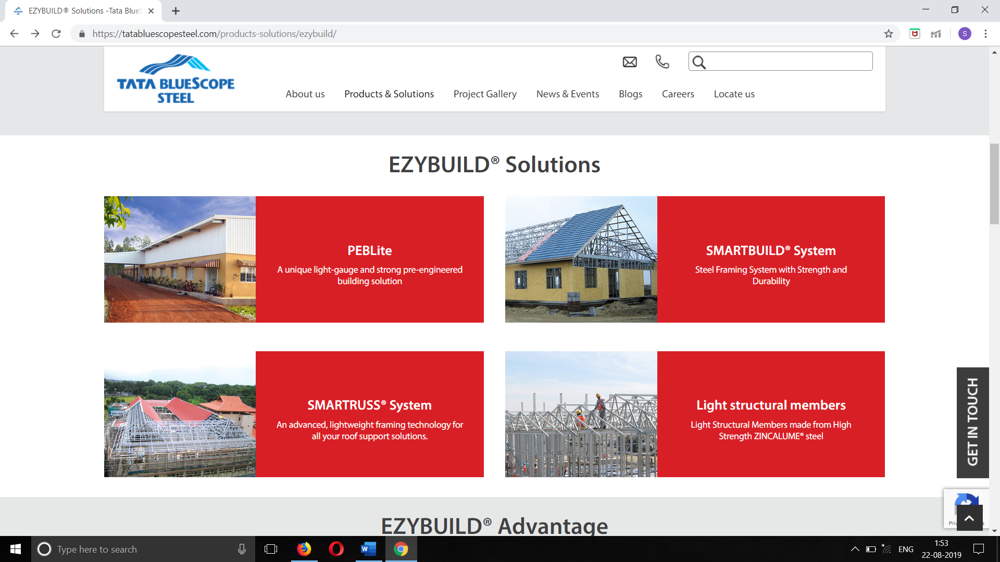 EZYBUILD® Solutions -Tata Blue
https://tatabluescopesteel.com/products-solutions/ezybuild/
S
TATA BLUESCOPE
STEEL
About us Products & Solutions Project Gallery News & Events Blogs Careers Locate us
EZYBUILD® Solutions
PEBLite
A unique light-gauge and strong pre-engineered
building solution
SMARTBUILD® System
Steel Framing System with Strength and
Durability
SMARTRUSS® System
An advanced, lightweight framing technology for
all your roof support solutions.
Light structural members
Light Structural Members made from High
Strength ZINCALUME® steel
GET IN TOUCH
EZYBUILD® Advantage
Type here to search
W
ENG
1:53
22-08-2019